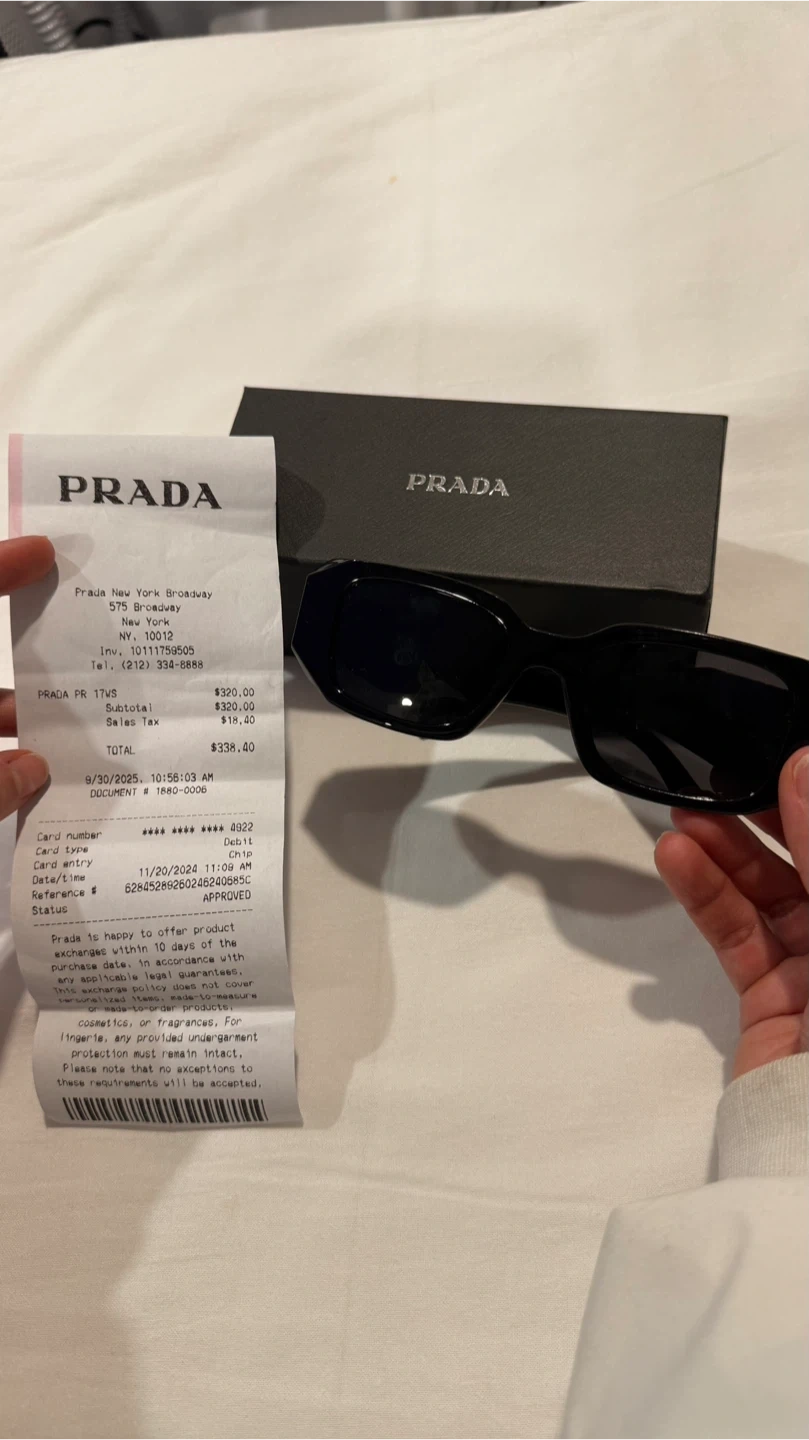 PRADA
Prada New York Broadway
575 Broadway
New York
NY, 10012
Inv. 10111759505
Tel. (212) 334-8888
PRADA PR 17WS $320.00
Subtotal $320.00
Sales Tax $18.40
TOTAL $338.40
9/30/2025, 10:56:03 AM
DOCUMENT # 1880-0006
Card number **** **** **** 4922
Card type Debit
Card entry Chip
Date/time 11/20/2024 11:09 AM
Reference # 62845289260246240685C
Status APPROVED
Prada is happy to offer product
exchanges within 10 days of the
purchase date, in accordance with
any applicable legal guarantees.
This exchange policy does not cover
personalized items, made-to-measure
or made-to-order products,
cosmetics, or fragrances. For
lingerie, any provided undergarment
protection must remain intact.
Please note that no exceptions to
these requirements will be accepted.
PRADA